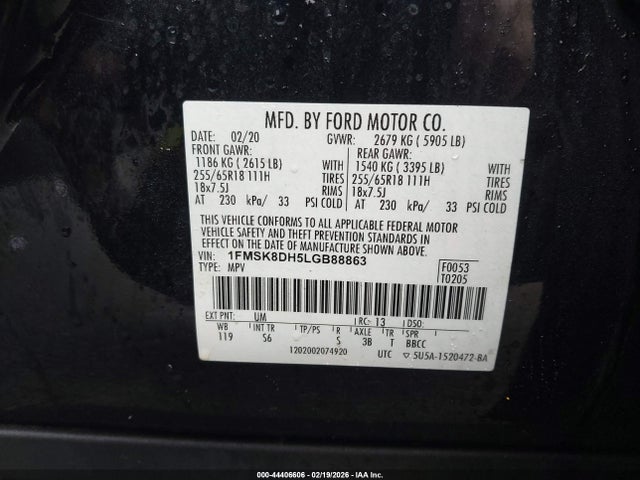 MFD. BY FORD MOTOR CO.
DATE: 02/20 GVWR: 2679 KG ( 5905 LB)
FRONT GAWR: REAR GAWR:
1186 KG ( 2615 LB) WITH 1540 KG ( 3395 LB) WITH
255/65R18 111H TIRES 255/65R18 111H TIRES
18x7.5J RIMS 18x7.5J RIMS
AT 230 kPa/ 33 PSI COLD AT 230 kPa/ 33 PSI COLD
THIS VEHICLE CONFORMS TO ALL APPLICABLE FEDERAL MOTOR
VEHICLE SAFETY AND THEFT PREVENTION STANDARDS IN
EFFECT ON THE DATE OF MANUFACTURE SHOWN ABOVE.
VIN: 1FMSK8DH5LGB88863
TYPE: MPV
F0053
T0205
EXT PNT: UM RC: 13 DSO:
WB INT TR TP/PS R AXLE TR SPR
119 S6 S 3B T BBCC
1202002074920 UTC 5U5A-1520472-BA
000-44406606 - 02/19/2026 - IAA Inc.